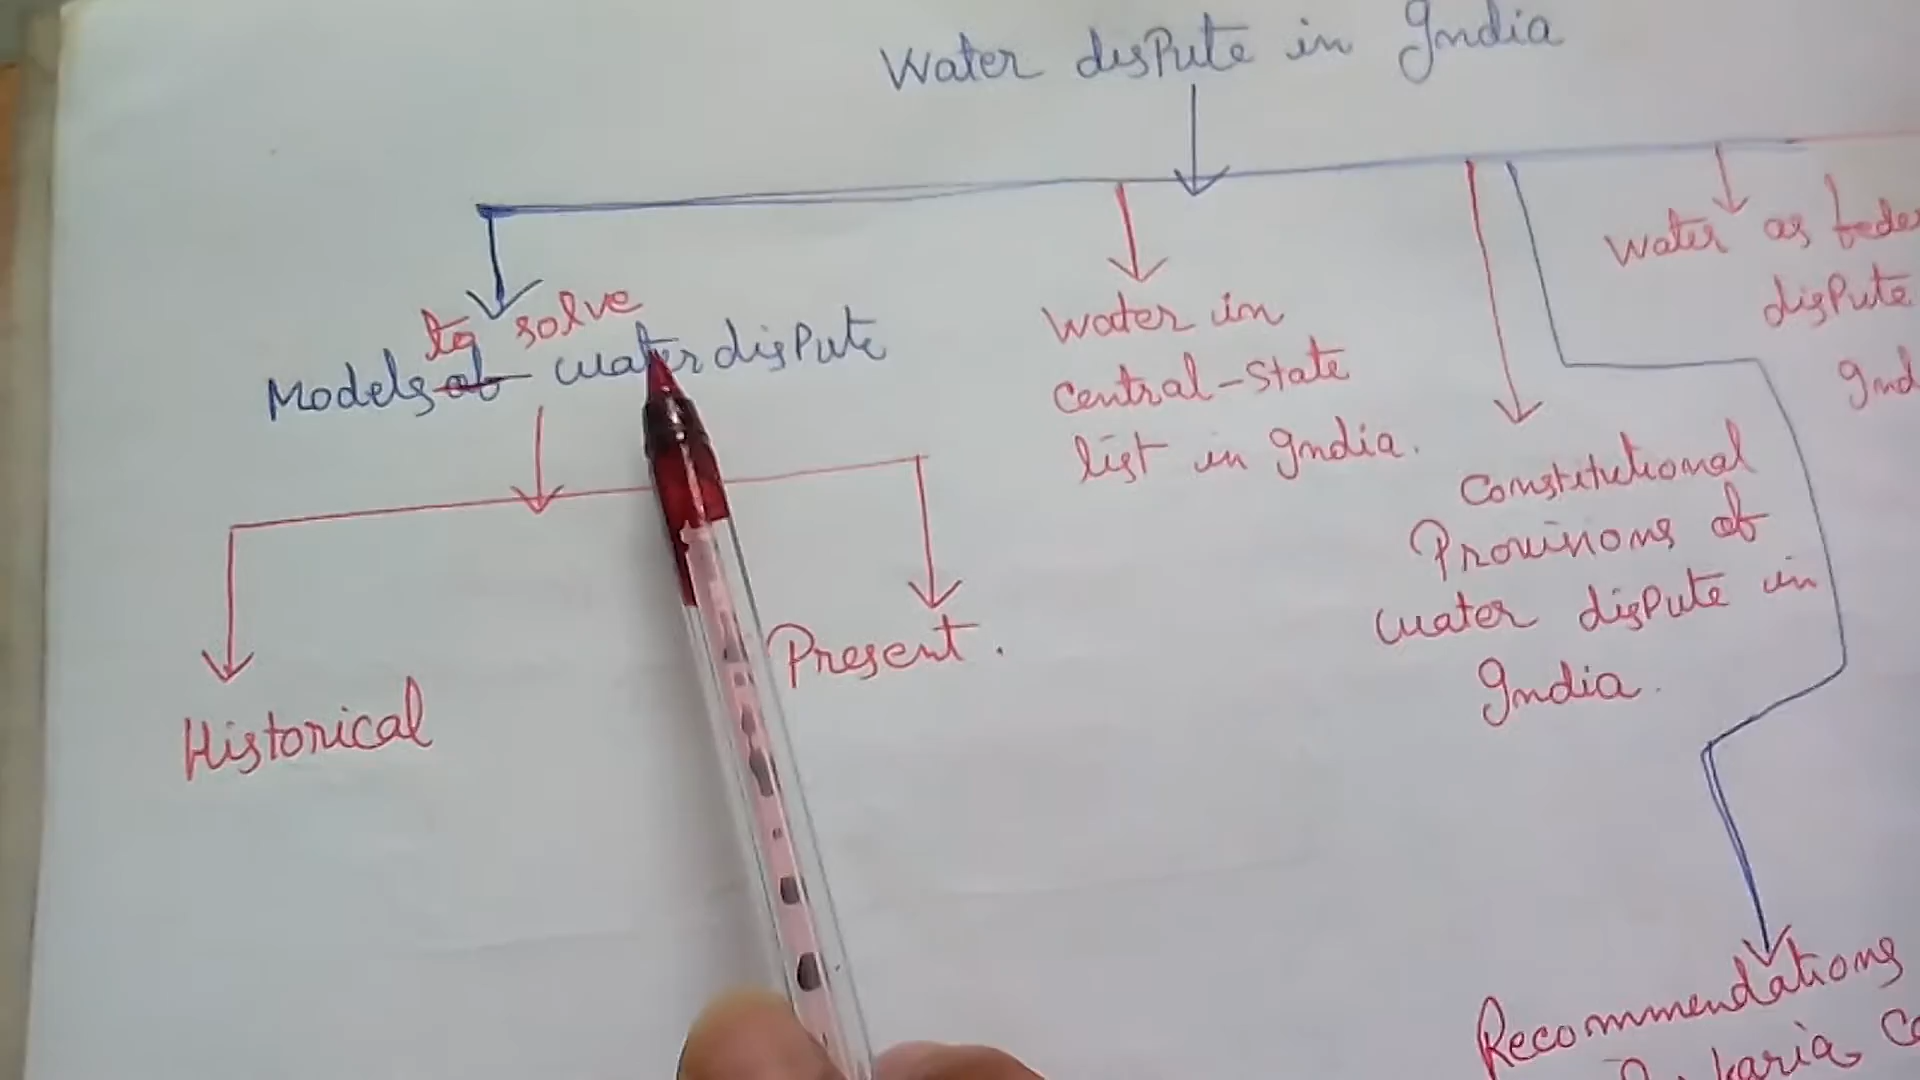 Water dispute in India
to solve
Models of water dispute
Historical
Present.
Water in
central-State
list in India.
Constitutional
Provisions of
water dispute in
India.
Water as
dispute
Recommendations